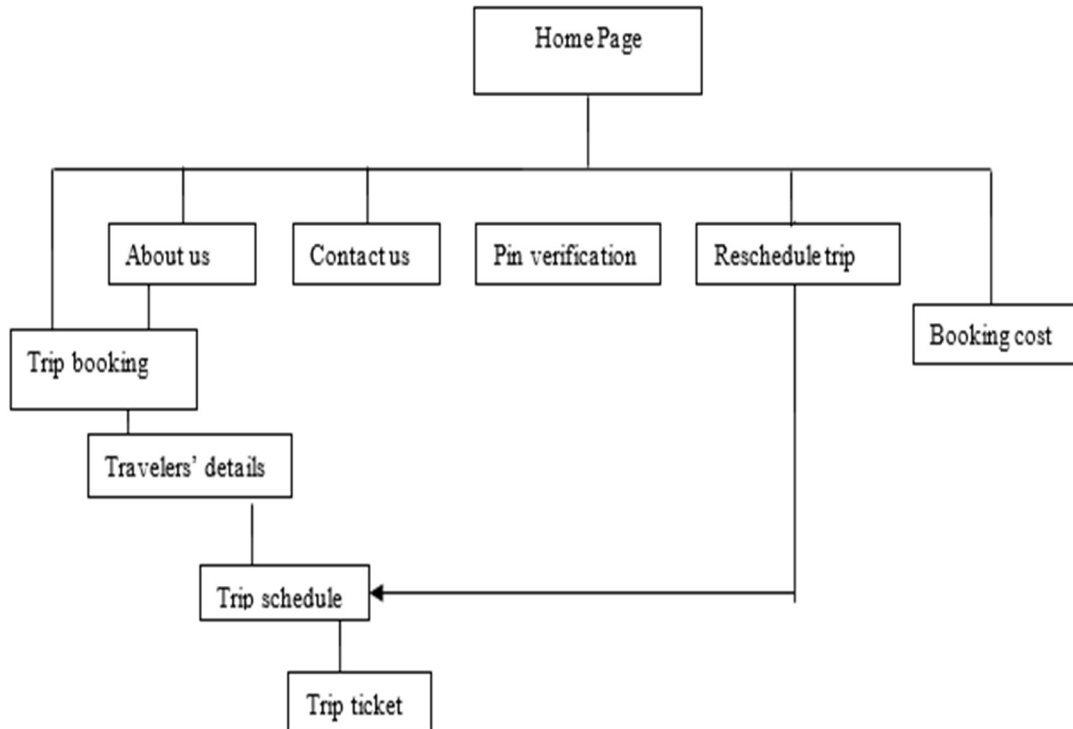 Home Page
About us
Contact us
Pin verification
Reschedule trip
Booking cost
Trip booking
Travelers’ details
Trip schedule
Trip ticket